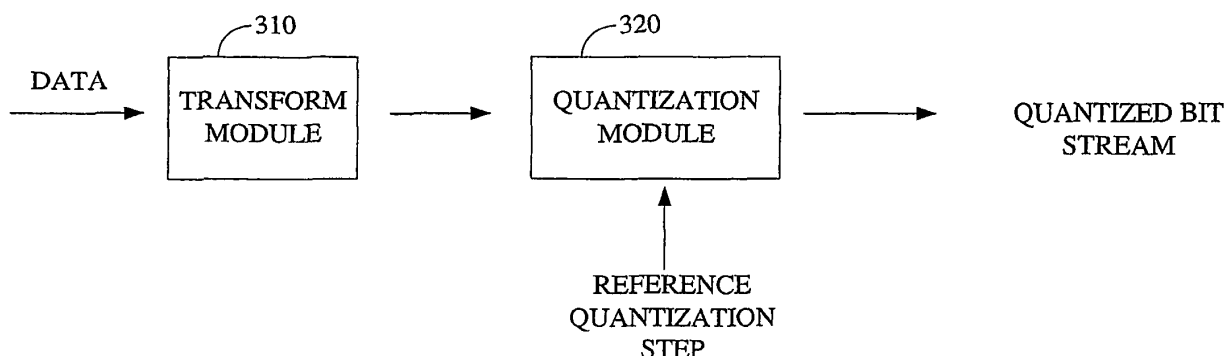 310
320
DATA
TRANSFORM
MODULE
QUANTIZATION
MODULE
QUANTIZED BIT
STREAM
REFERENCE
QUANTIZATION
STEP